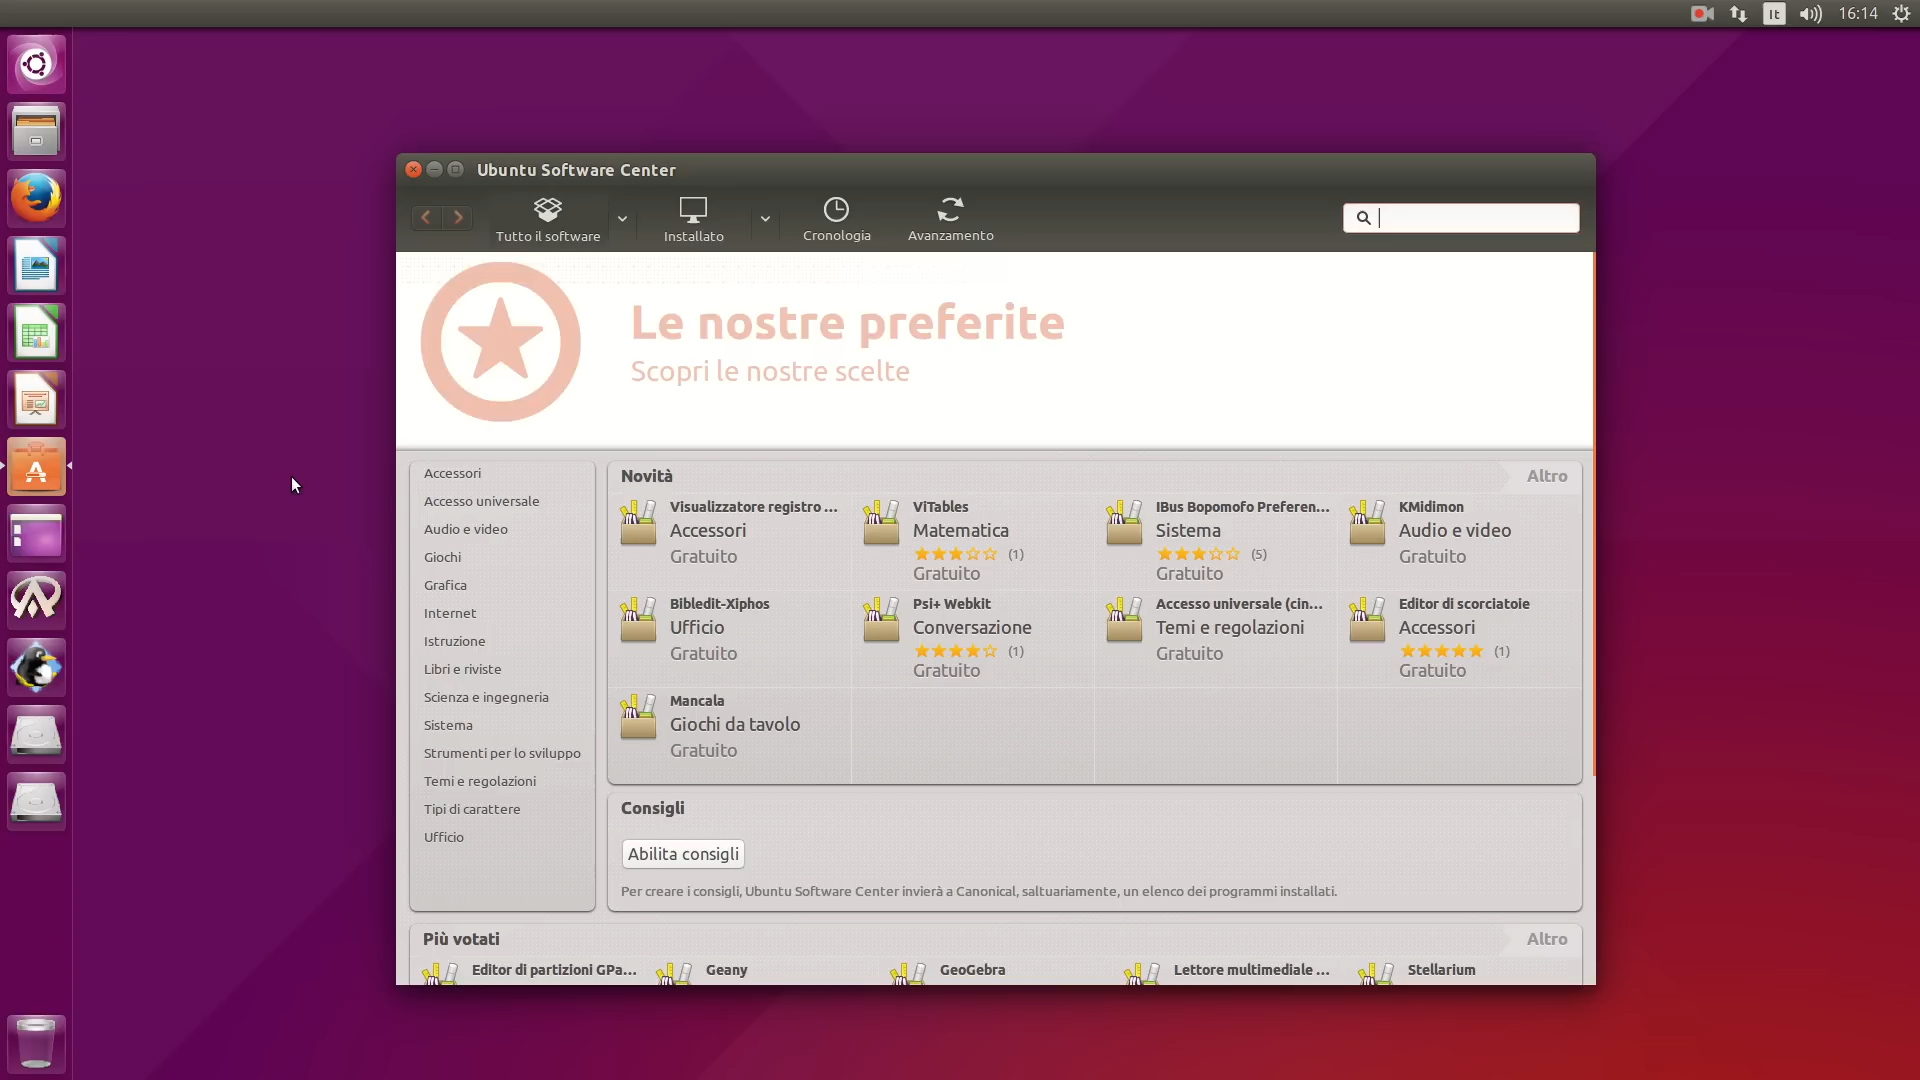 It
16:14
Ubuntu Software Center
Tutto il software
Installato
Cronologia
Avanzamento
Le nostre preferite
Scopri le nostre scelte
Accessori
Accesso universale
Audio e video
Giochi
Grafica
Internet
Istruzione
Libri e riviste
Scienza e ingegneria
Sistema
Strumenti per lo sviluppo
Temi e regolazioni
Tipi di carattere
Ufficio
Novità
Altro
Visualizzatore registro ...
Accessori
Gratuito
ViTables
Matematica
(1)
Gratuito
IBus Bopomofo Preferen...
Sistema
(5)
Gratuito
KMidimon
Audio e video
Gratuito
Bibledit-Xiphos
Ufficio
Gratuito
Psi+ Webkit
Conversazione
(1)
Gratuito
Accesso universale (cin...
Temi e regolazioni
Gratuito
Editor di scorciatoie
Accessori
(1)
Gratuito
Mancala
Giochi da tavolo
Gratuito
Consigli
Abilita consigli
Per creare i consigli, Ubuntu Software Center invierà a Canonical, saltuariamente, un elenco dei programmi installati.
Più votati
Altro
Editor di partizioni GPa...
Geany
GeoGebra
Lettore multimediale ...
Stellarium